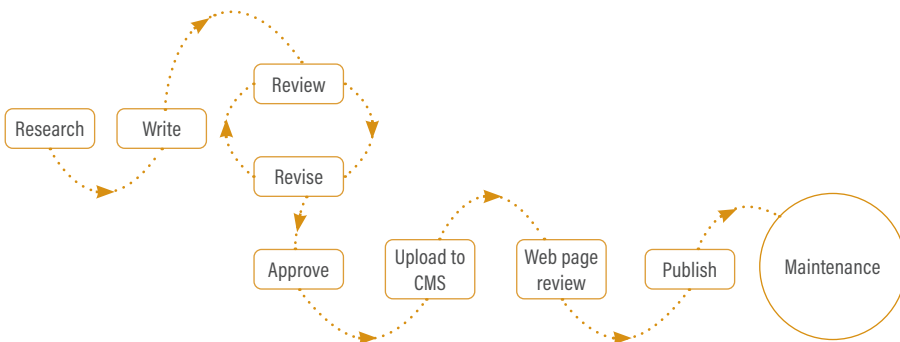 Research
Write
Review
Revise
Approve
Upload to
CMS
Web page
review
Publish
Maintenance